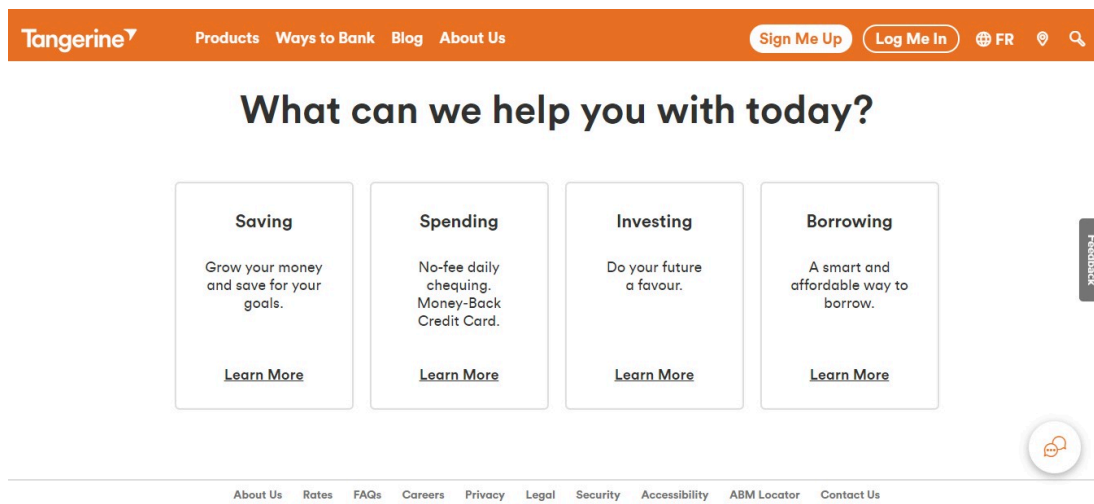 Tangerine Products Ways to Bank Blog About Us Sign Me Up Log Me In FR
What can we help you with today?
Saving
Grow your money
and save for your
goals.
Learn More
Spending
No-fee daily
chequing.
Money-Back
Credit Card.
Learn More
Investing
Do your future
a favour.
Learn More
Borrowing
A smart and
affordable way to
borrow.
Learn More
Feedback
About Us Rates FAQs Careers Privacy Legal Security Accessibility ABM Locator Contact Us